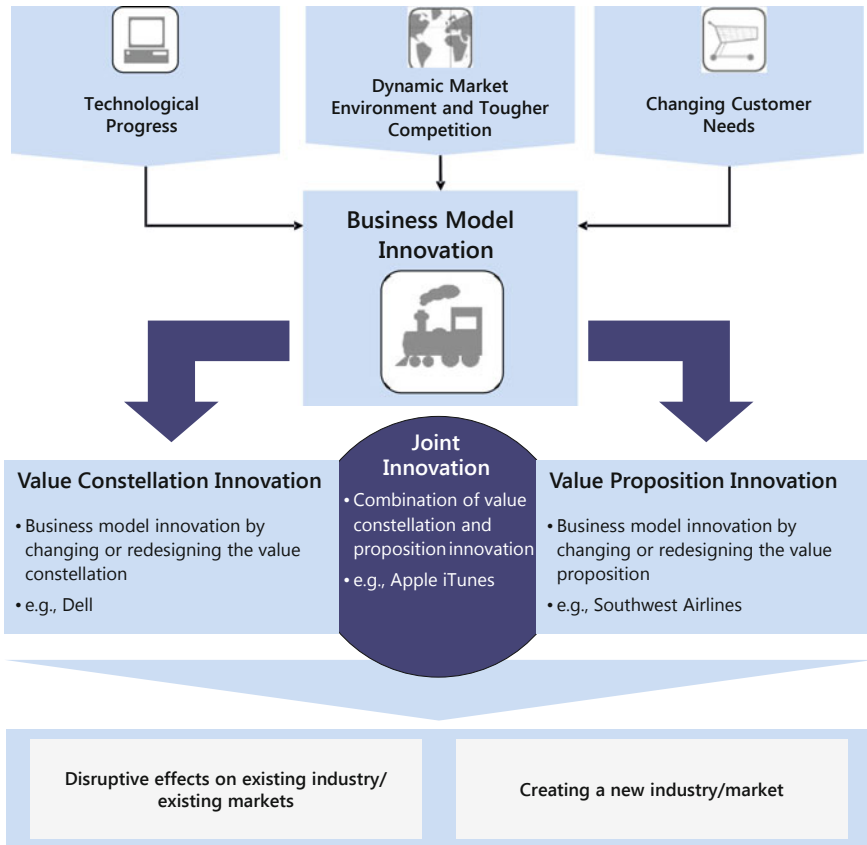 Technological
Progress
Dynamic Market
Environment and Tougher
Competition
Changing Customer
Needs
Business Model
Innovation
Joint
Innovation
• Combination of value
constellation and
proposition innovation
• e.g., Apple iTunes
Value Constellation Innovation
• Business model innovation by
changing or redesigning the value
constellation
• e.g., Dell
Value Proposition Innovation
• Business model innovation by
changing or redesigning the value
proposition
• e.g., Southwest Airlines
Disruptive effects on existing industry/
existing markets
Creating a new industry/market